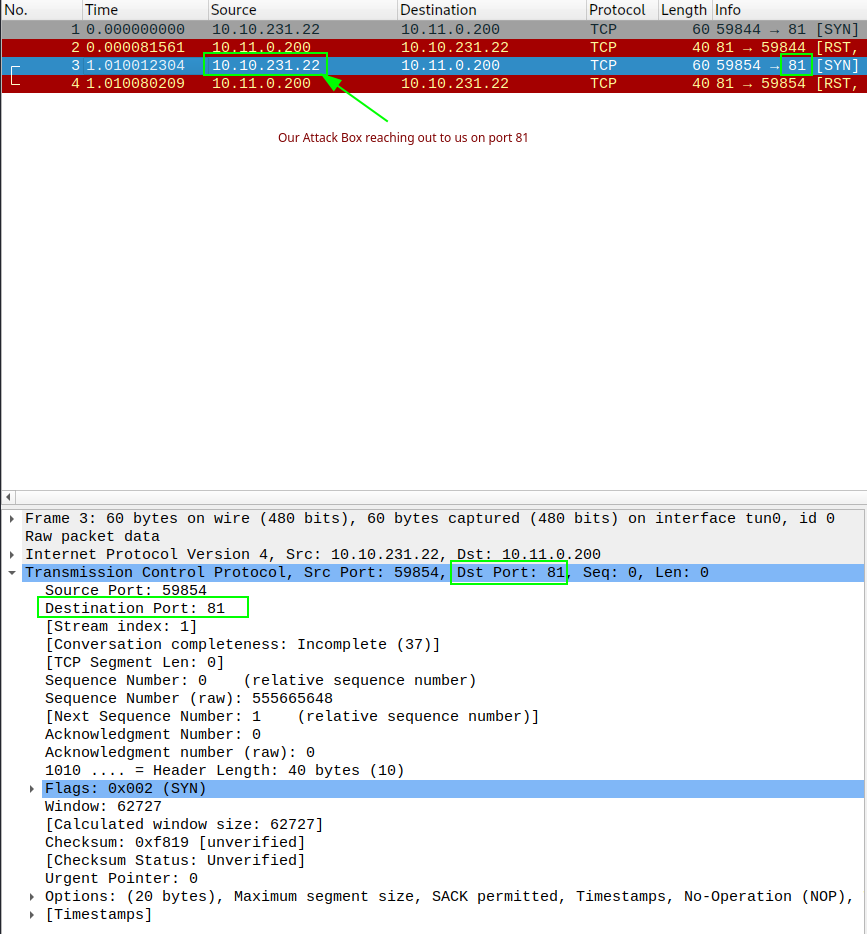 No. Time Source Destination Protocol Length Info
1 0.000000000 10.10.231.22 10.11.0.200 TCP 60 59844 → 81 [SYN]
2 0.000081561 10.11.0.200 10.10.231.22 TCP 40 81 → 59844 [RST,
3 1.010012304 10.10.231.22 10.11.0.200 TCP 60 59854 → 81 [SYN]
4 1.010080209 10.11.0.200 10.10.231.22 TCP 40 81 → 59854 [RST,
Our Attack Box reaching out to us on port 81
Frame 3: 60 bytes on wire (480 bits), 60 bytes captured (480 bits) on interface tun0, id 0
Raw packet data
Internet Protocol Version 4, Src: 10.10.231.22, Dst: 10.11.0.200
Transmission Control Protocol, Src Port: 59854, Dst Port: 81, Seq: 0, Len: 0
Source Port: 59854
Destination Port: 81
[Stream index: 1]
[Conversation completeness: Incomplete (37)]
[TCP Segment Len: 0]
Sequence Number: 0    (relative sequence number)
Sequence Number (raw): 555665648
[Next Sequence Number: 1    (relative sequence number)]
Acknowledgment Number: 0
Acknowledgment number (raw): 0
1010 .... = Header Length: 40 bytes (10)
Flags: 0x002 (SYN)
Window: 62727
[Calculated window size: 62727]
Checksum: 0xf819 [unverified]
[Checksum Status: Unverified]
Urgent Pointer: 0
Options: (20 bytes), Maximum segment size, SACK permitted, Timestamps, No-Operation (NOP),
[Timestamps]